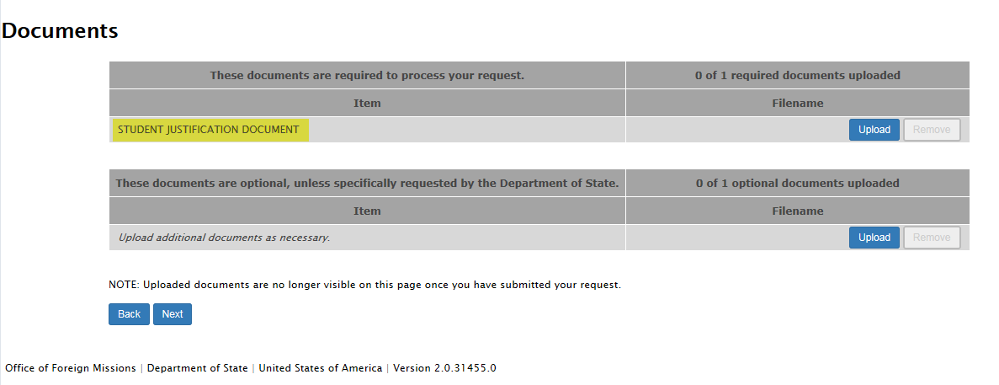 Documents
These documents are required to process your request. 0 of 1 required documents uploaded
Item Filename
STUDENT JUSTIFICATION DOCUMENT Upload Remove
These documents are optional, unless specifically requested by the Department of State. 0 of 1 optional documents uploaded
Item Filename
Upload additional documents as necessary. Upload Remove
NOTE: Uploaded documents are no longer visible on this page once you have submitted your request.
Back Next
Office of Foreign Missions | Department of State | United States of America | Version 2.0.31455.0